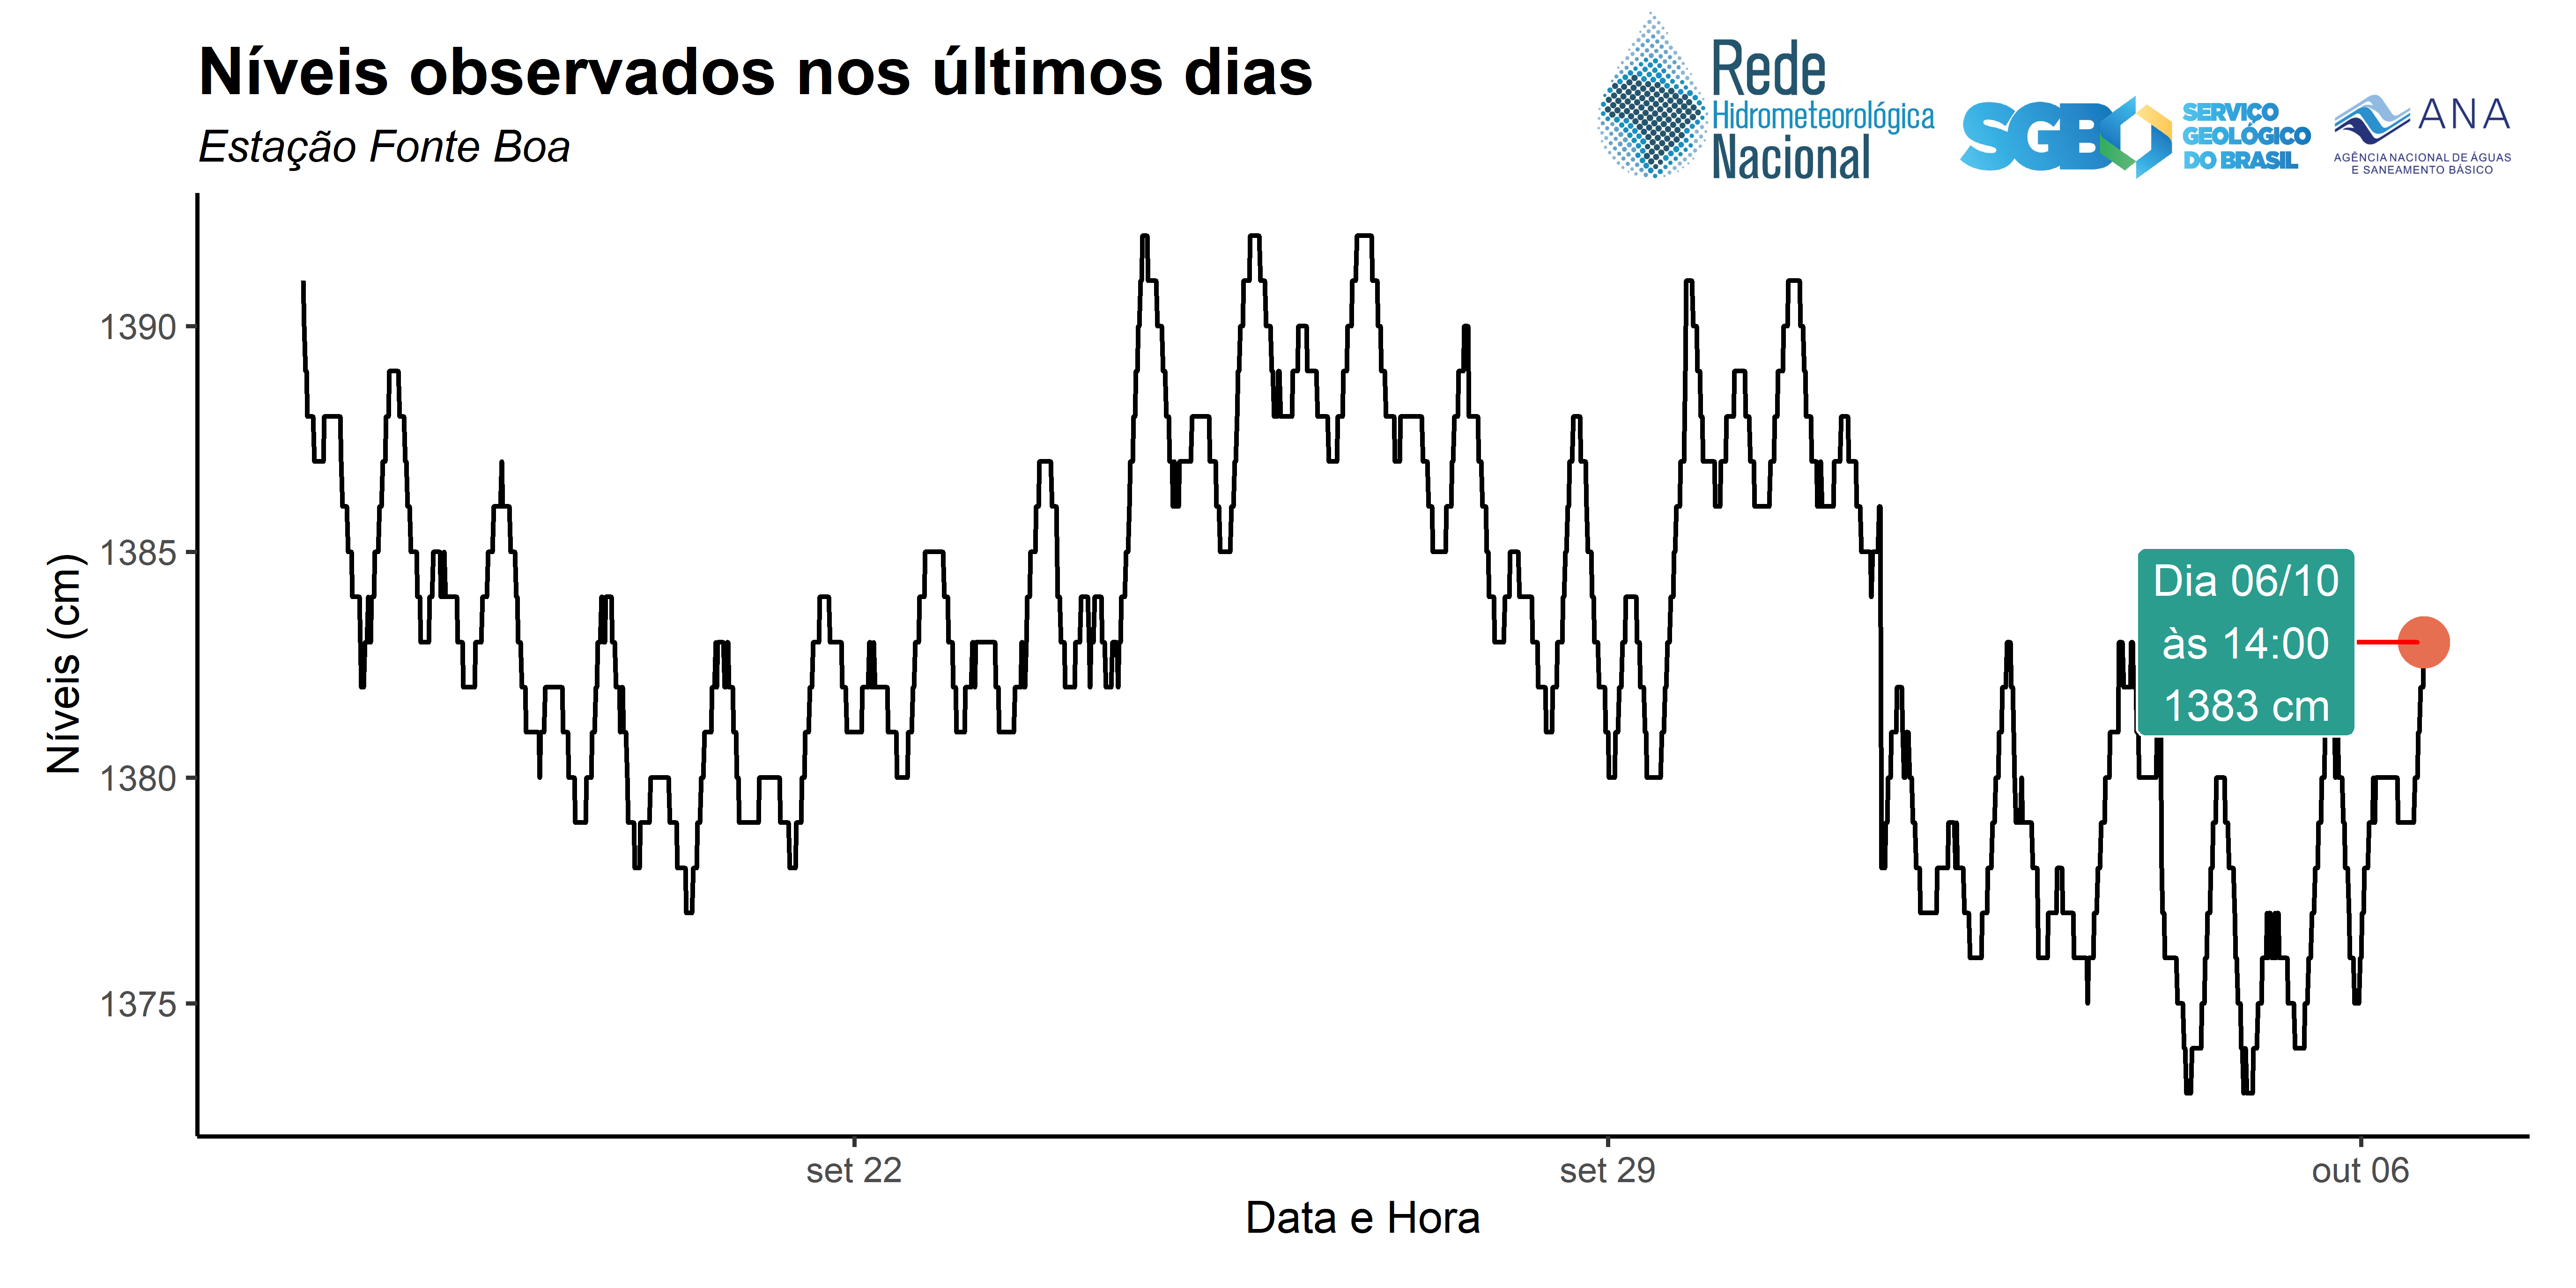 Níveis observados nos últimos dias
Estação Fonte Boa
Rede
Hidrometeorológica
Nacional
SGB
SERVIÇO
GEOLÓGICO
DO BRASIL
ANA
AGÊNCIA NACIONAL DE ÁGUAS
E SANEAMENTO BÁSICO
Níveis (cm)
1390
1385
1380
1375
Dia 06/10
às 14:00
1383 cm
set 22
set 29
out 06
Data e Hora